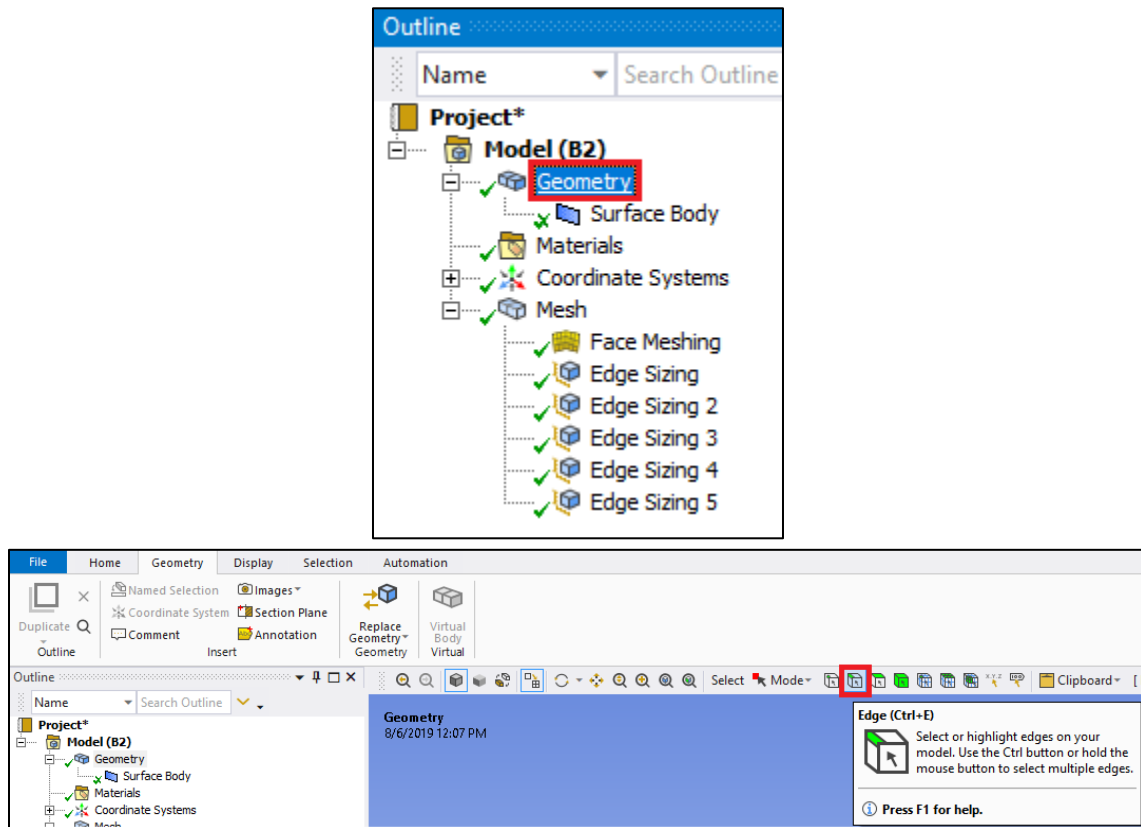 Outline
Name Search Outline
Project*
Model (B2)
Geometry
Surface Body
Materials
Coordinate Systems
Mesh
Face Meshing
Edge Sizing
Edge Sizing 2
Edge Sizing 3
Edge Sizing 4
Edge Sizing 5
File Home Geometry Display Selection Automation
Named Selection Images
Duplicate Coordinate System Section Plane Replace Geometry Virtual Body
Comment Annotation
Outline Insert Geometry Virtual
Outline
Select Mode Clipboard [
Name Search Outline
Geometry
8/6/2019 12:07 PM
Edge (Ctrl+E)
Select or highlight edges on your
model. Use the Ctrl button or hold the
mouse button to select multiple edges.
Press F1 for help.
Project*
Model (B2)
Geometry
Surface Body
Materials
Coordinate Systems
Mesh